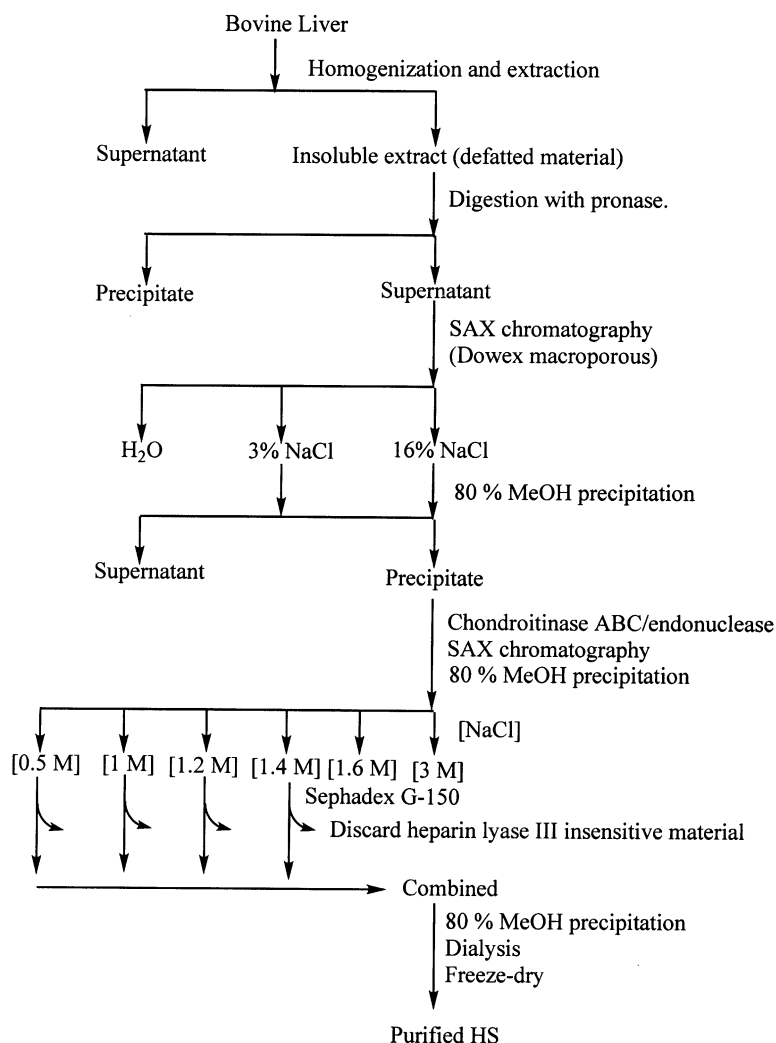 Bovine Liver
Homogenization and extraction
Supernatant
Insoluble extract (defatted material)
Digestion with pronase.
Precipitate
Supernatant
SAX chromatography
(Dowex macroporous)
H₂O
3% NaCl
16% NaCl
80 % MeOH precipitation
Supernatant
Precipitate
Chondroitinase ABC/endonuclease
SAX chromatography
80 % MeOH precipitation
[NaCl]
[0.5 M] [1 M] [1.2 M] [1.4 M] [1.6 M] [3 M]
Sephadex G-150
Discard heparin lyase III insensitive material
Combined
80 % MeOH precipitation
Dialysis
Freeze-dry
Purified HS